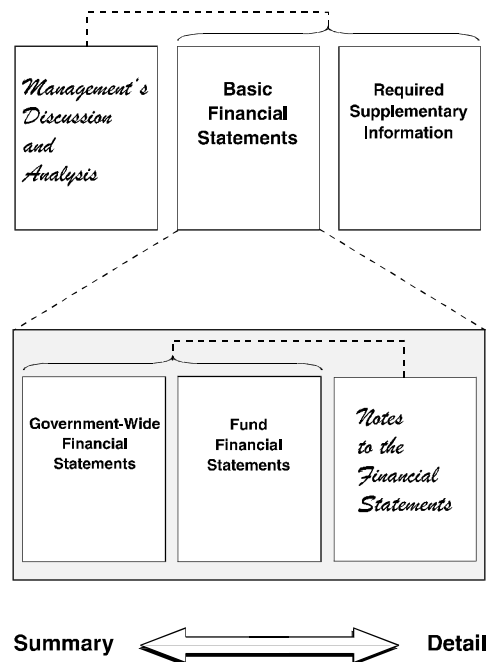 Management's
Discussion
and
Analysis
Basic
Financial
Statements
Required
Supplementary
Information
Government-Wide
Financial
Statements
Fund
Financial
Statements
Notes
to the
Financial
Statements
Summary
Detail